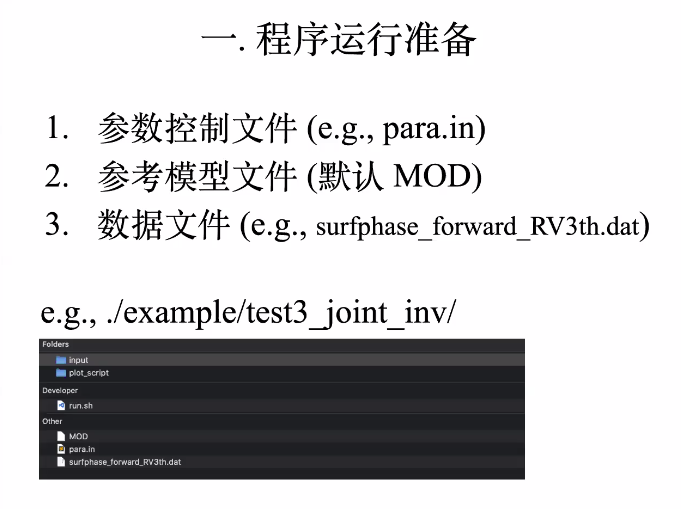 一. 程序运行准备
1. 参数控制文件 (e.g., para.in)
2. 参考模型文件 (默认 MOD)
3. 数据文件 (e.g., surfphase_forward_RV3th.dat)
e.g., ./example/test3_joint_inv/
Folders
input
plot_script
Developer
run.sh
Other
MOD
para.in
surfphase_forward_RV3th.dat